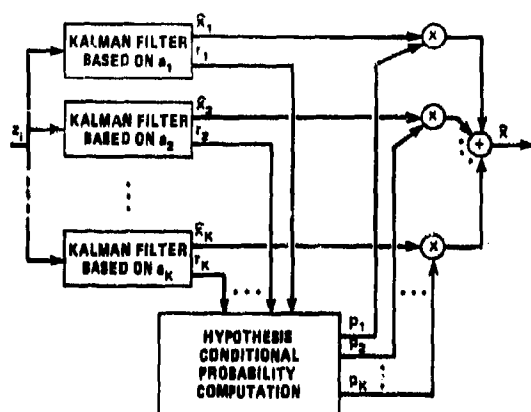 KALMAN FILTER
BASED ON a1
x̂1
r1
KALMAN FILTER
BASED ON a2
x̂2
r2
zi
x̂
KALMAN FILTER
BASED ON aK
x̂K
rK
HYPOTHESIS
CONDITIONAL
PROBABILITY
COMPUTATION
P1
P2
PK